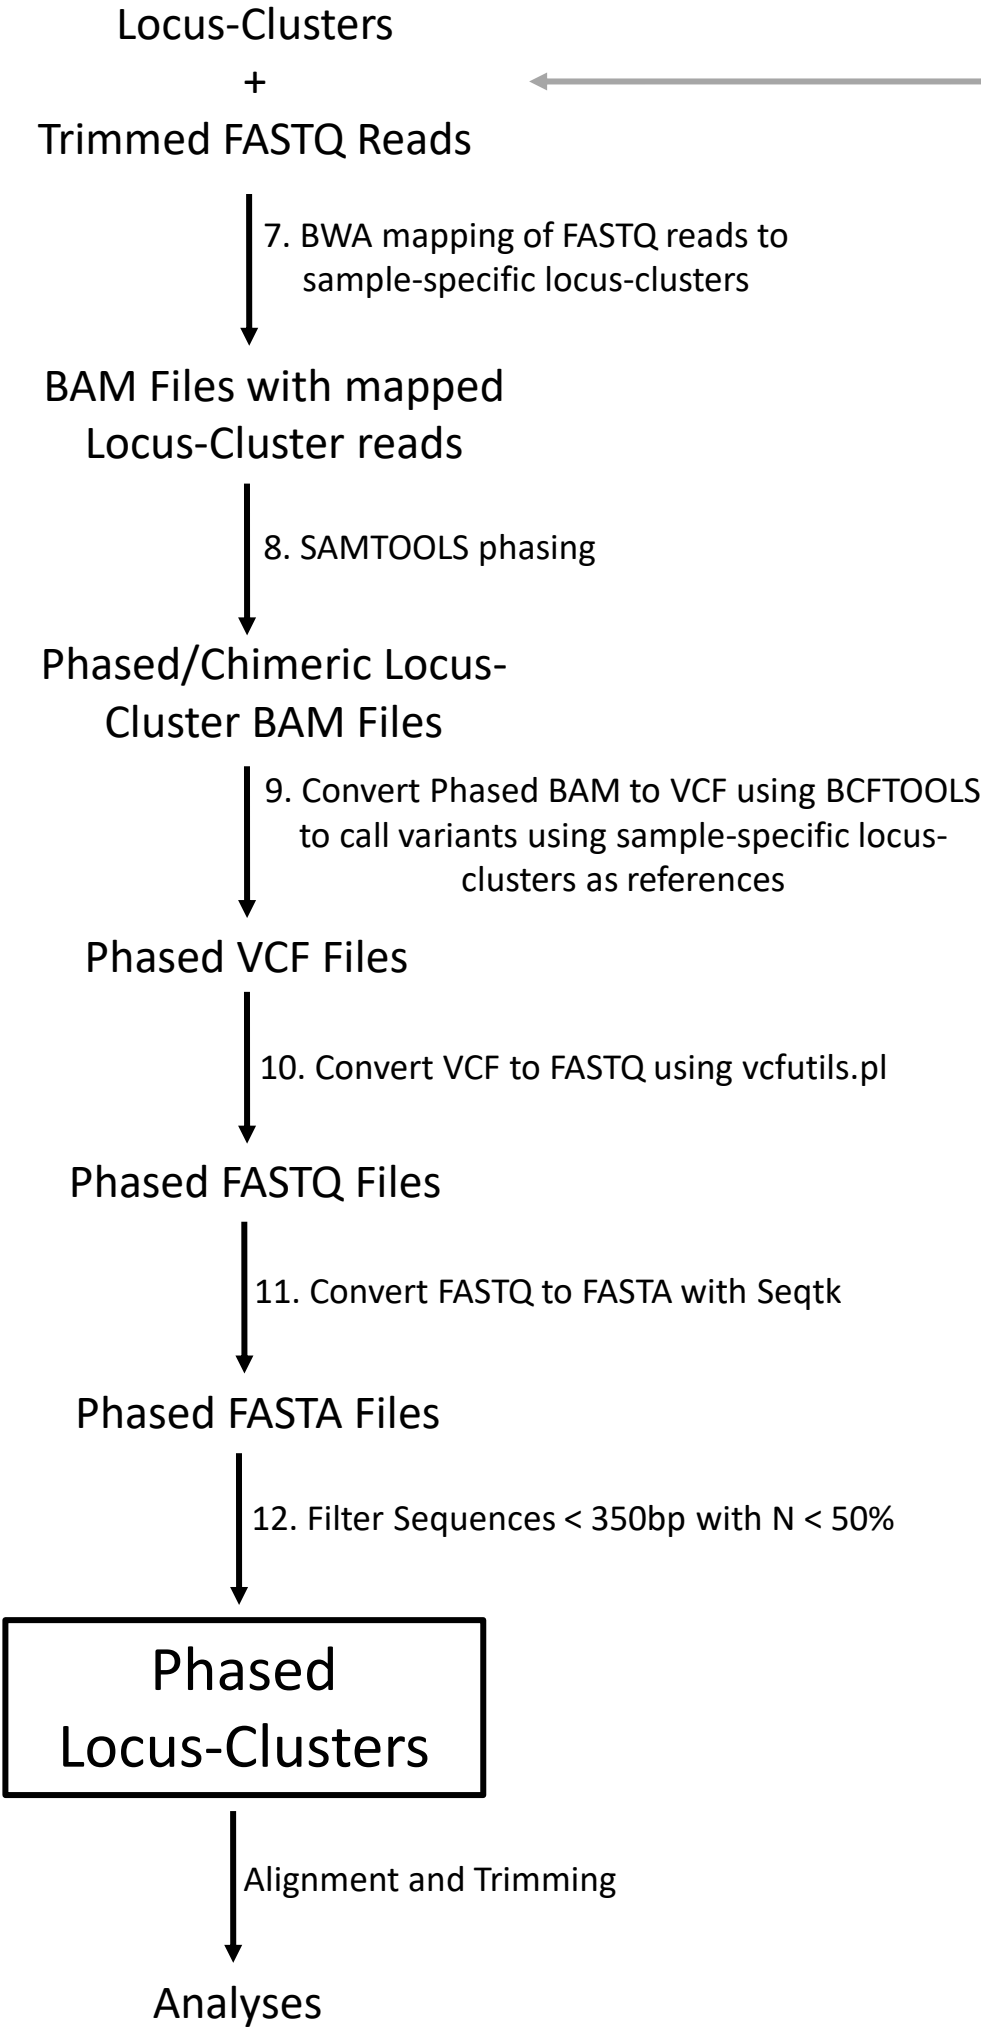 Locus-Clusters
+
Trimmed FASTQ Reads
7. BWA mapping of FASTQ reads to
sample-specific locus-clusters
BAM Files with mapped
Locus-Cluster reads
8. SAMTOOLS phasing
Phased/Chimeric Locus-
Cluster BAM Files
9. Convert Phased BAM to VCF using BCFTOOLS
to call variants using sample-specific locus-
clusters as references
Phased VCF Files
10. Convert VCF to FASTQ using vcfutils.pl
Phased FASTQ Files
11. Convert FASTQ to FASTA with Seqtk
Phased FASTA Files
12. Filter Sequences < 350bp with N < 50%
Phased
Locus-Clusters
Alignment and Trimming
Analyses